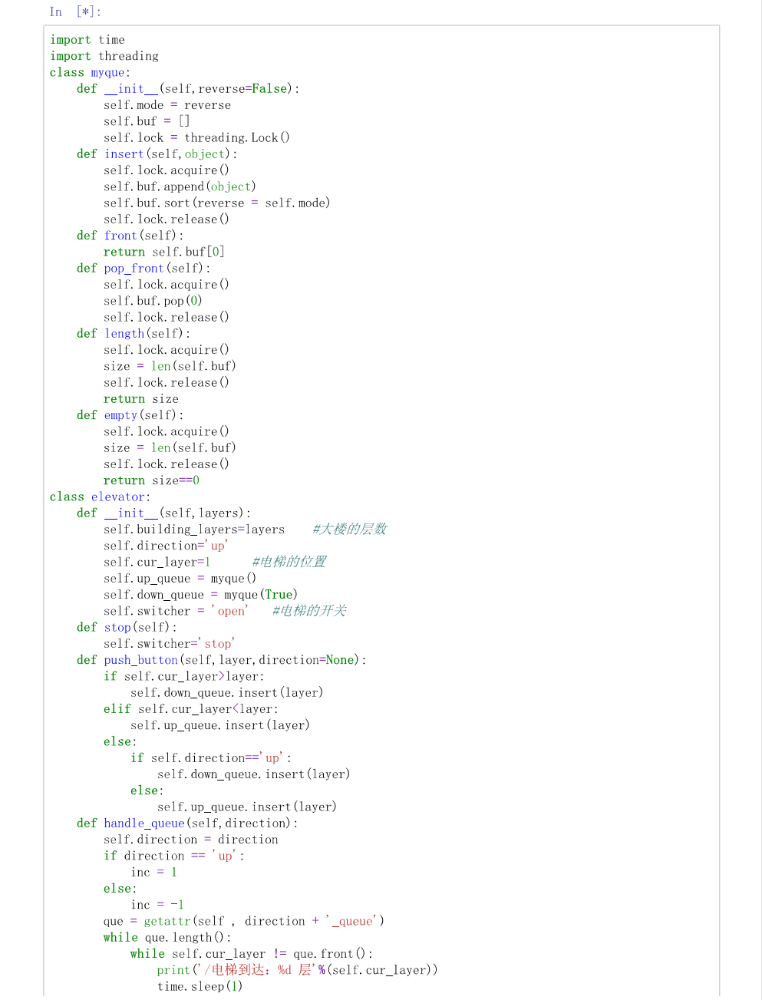 In [*]:
import time
import threading
class myque:
    def __init__(self,reverse=False):
        self.mode = reverse
        self.buf = []
        self.lock = threading.Lock()
    def insert(self,object):
        self.lock.acquire()
        self.buf.append(object)
        self.buf.sort(reverse = self.mode)
        self.lock.release()
    def front(self):
        return self.buf[0]
    def pop_front(self):
        self.lock.acquire()
        self.buf.pop(0)
        self.lock.release()
    def length(self):
        self.lock.acquire()
        size = len(self.buf)
        self.lock.release()
        return size
    def empty(self):
        self.lock.acquire()
        size = len(self.buf)
        self.lock.release()
        return size==0
class elevator:
    def __init__(self,layers):
        self.building_layers=layers    #大楼的层数
        self.direction='up'
        self.cur_layer=1      #电梯的位置
        self.up_queue = myque()
        self.down_queue = myque(True)
        self.switcher = 'open'   #电梯的开关
    def stop(self):
        self.switcher='stop'
    def push_button(self,layer,direction=None):
        if self.cur_layer>layer:
            self.down_queue.insert(layer)
        elif self.cur_layer<layer:
            self.up_queue.insert(layer)
        else:
            if self.direction=='up':
                self.down_queue.insert(layer)
            else:
                self.up_queue.insert(layer)
    def handle_queue(self,direction):
        self.direction = direction
        if direction == 'up':
            inc = 1
        else:
            inc = -1
        que = getattr(self , direction + '_queue')
        while que.length():
            while self.cur_layer != que.front():
                print('/电梯到达：%d 层'%(self.cur_layer))
                time.sleep(1)